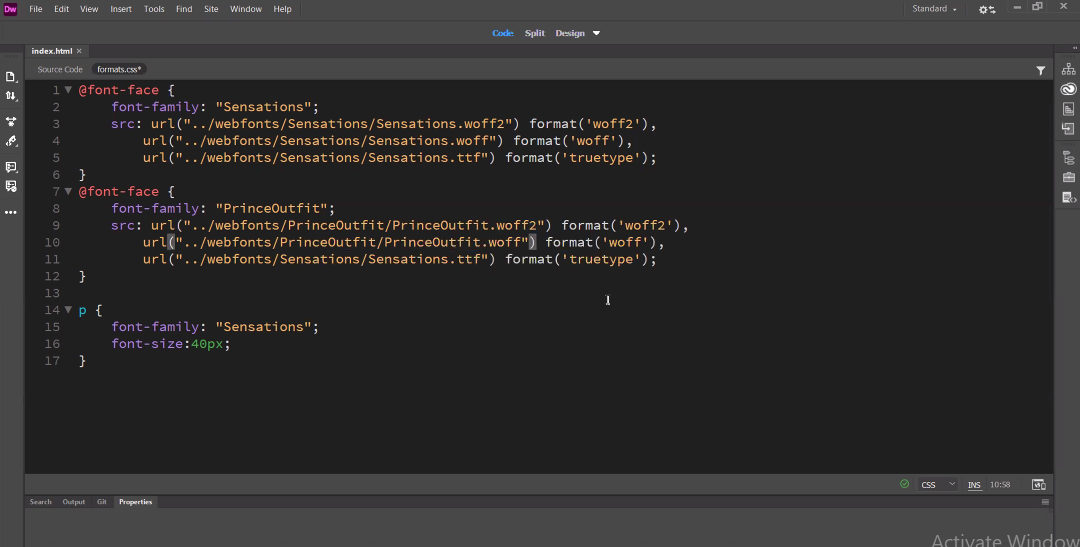 Dw File Edit View Insert Tools Find Site Window Help Standard
Code Split Design
index.html
Source Code formats.css*
1 @font-face {
2 font-family: "Sensations";
3 src: url("../webfonts/Sensations/Sensations.woff2") format('woff2'),
4 url("../webfonts/Sensations/Sensations.woff") format('woff'),
5 url("../webfonts/Sensations/Sensations.ttf") format('truetype');
6 }
7 @font-face {
8 font-family: "PrinceOutfit";
9 src: url("../webfonts/PrinceOutfit/PrinceOutfit.woff2") format('woff2'),
10 url("../webfonts/PrinceOutfit/PrinceOutfit.woff") format('woff'),
11 url("../webfonts/Sensations/Sensations.ttf") format('truetype');
12 }
13
14 p {
15 font-family: "Sensations";
16 font-size:40px;
17 }
CSS INS 10:58
Search Output Git Properties
Activate Window